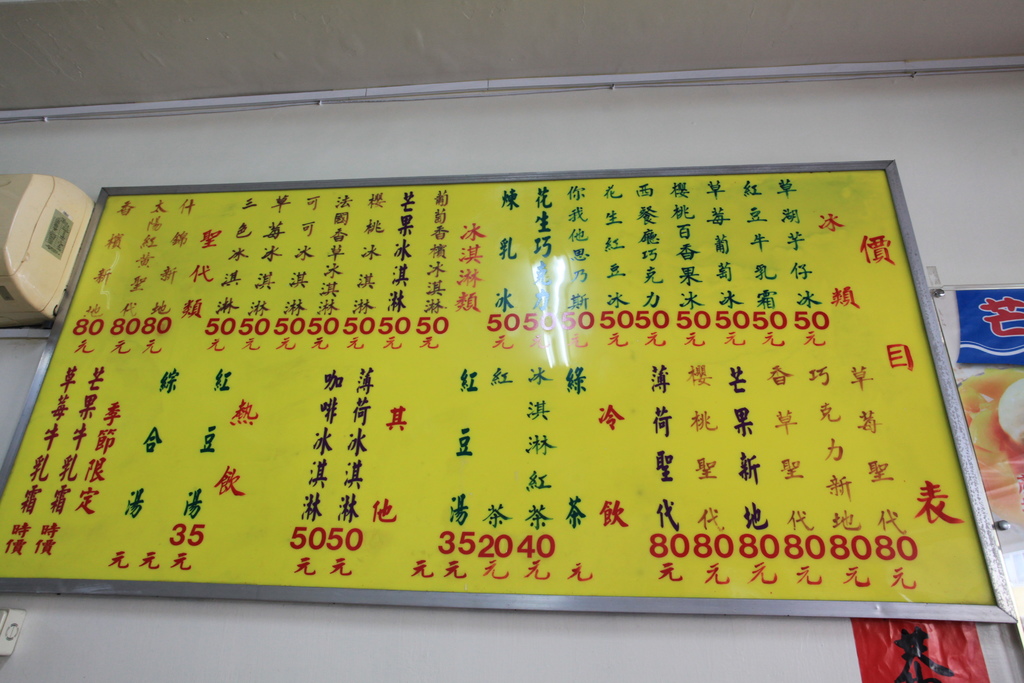 價目表
冰類
草湖芋仔冰 50元
紅豆牛乳霜 50元
草莓葡萄冰 50元
櫻桃百香果冰 50元
西餐廳巧克力 50元
花生紅豆冰 50元
你我他思乃斯 50元
花生巧克力 50元
煉乳冰 50元
冰淇淋類
葡萄香檳冰淇淋 50元
芒果冰淇淋 50元
櫻桃冰淇淋 50元
法國香草冰淇淋 50元
可可冰淇淋 50元
草莓冰淇淋 50元
三色冰淇淋 50元
聖代類
什錦新地 80元
太陽紅黃聖代 80元
香檳新地 80元
草莓聖代 80元
巧克力新地 80元
香草聖代 80元
芒果新地 80元
櫻桃聖代 80元
薄荷聖代 80元
冷飲
綠茶 元
冰淇淋紅茶 40元
紅茶 20元
紅豆湯 35元
元
其他
薄荷冰淇淋 50元
咖啡冰淇淋 50元
熱飲
紅豆湯 35元
綜合湯 元
元
季節限定
芒果牛乳霜 時價
草莓牛乳霜 時價
芒
恭